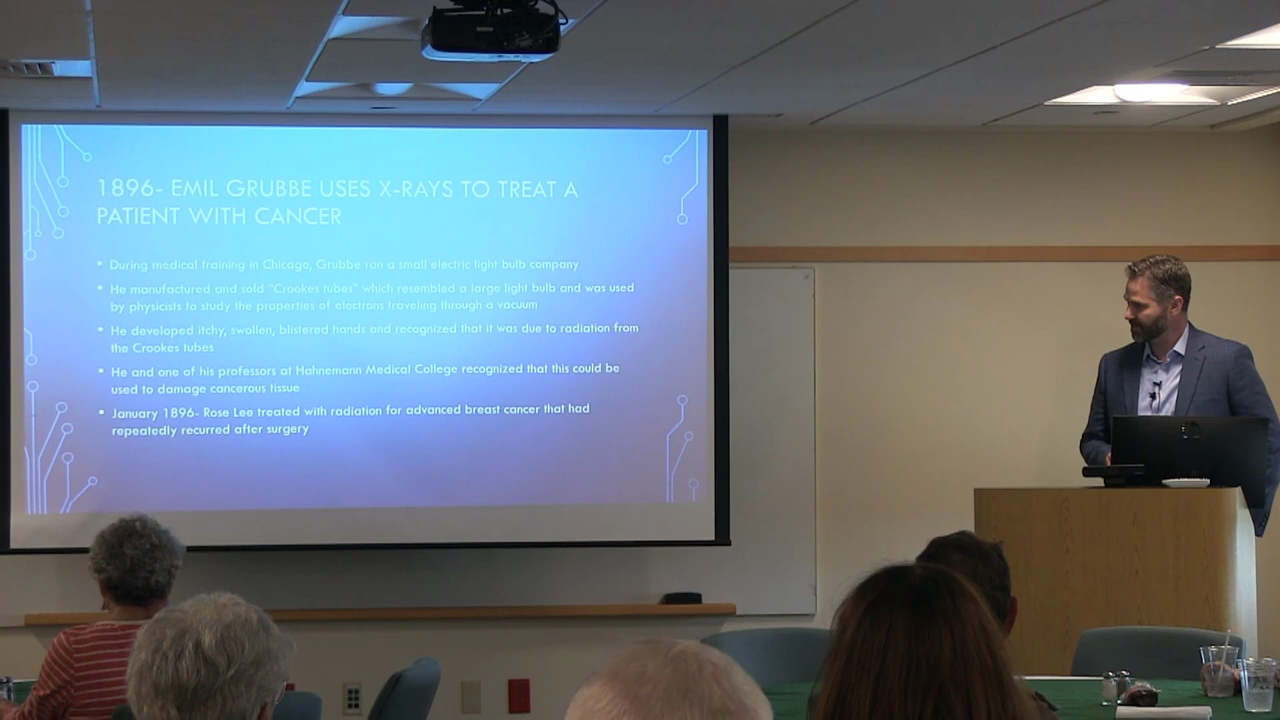 1896- EMIL GRUBBE USES X-RAYS TO TREAT A
PATIENT WITH CANCER
▪ During medical training in Chicago, Grubbe ran a small electric light bulb company
▪ He manufactured and sold "Crookes tubes" which resembled a large light bulb and was used
by physicists to study the properties of electrons traveling through a vacuum
▪ He developed itchy, swollen, blistered hands and recognized that it was due to radiation from
the Crookes tubes
▪ He and one of his professors at Hahnemann Medical College recognized that this could be
used to damage cancerous tissue
▪ January 1896- Rose Lee treated with radiation for advanced breast cancer that had
repeatedly recurred after surgery